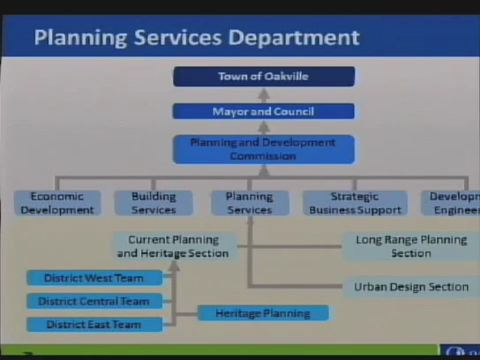 Planning Services Department
Town of Oakville
Mayor and Council
Planning and Development
Commission
Economic
Development
Building
Services
Planning
Services
Strategic
Business Support
Developm
Enginee
Current Planning
and Heritage Section
Long Range Planning
Section
District West Team
District Central Team
District East Team
Heritage Planning
Urban Design Section